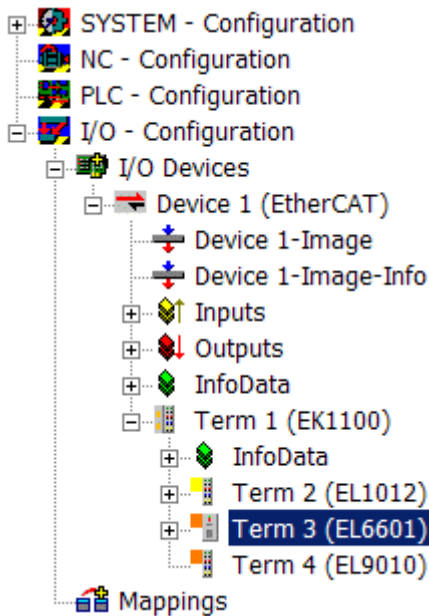 SYSTEM - Configuration
NC - Configuration
PLC - Configuration
I/O - Configuration
I/O Devices
Device 1 (EtherCAT)
Device 1-Image
Device 1-Image-Info
Inputs
Outputs
InfoData
Term 1 (EK1100)
InfoData
Term 2 (EL1012)
Term 3 (EL6601)
Term 4 (EL9010)
Mappings